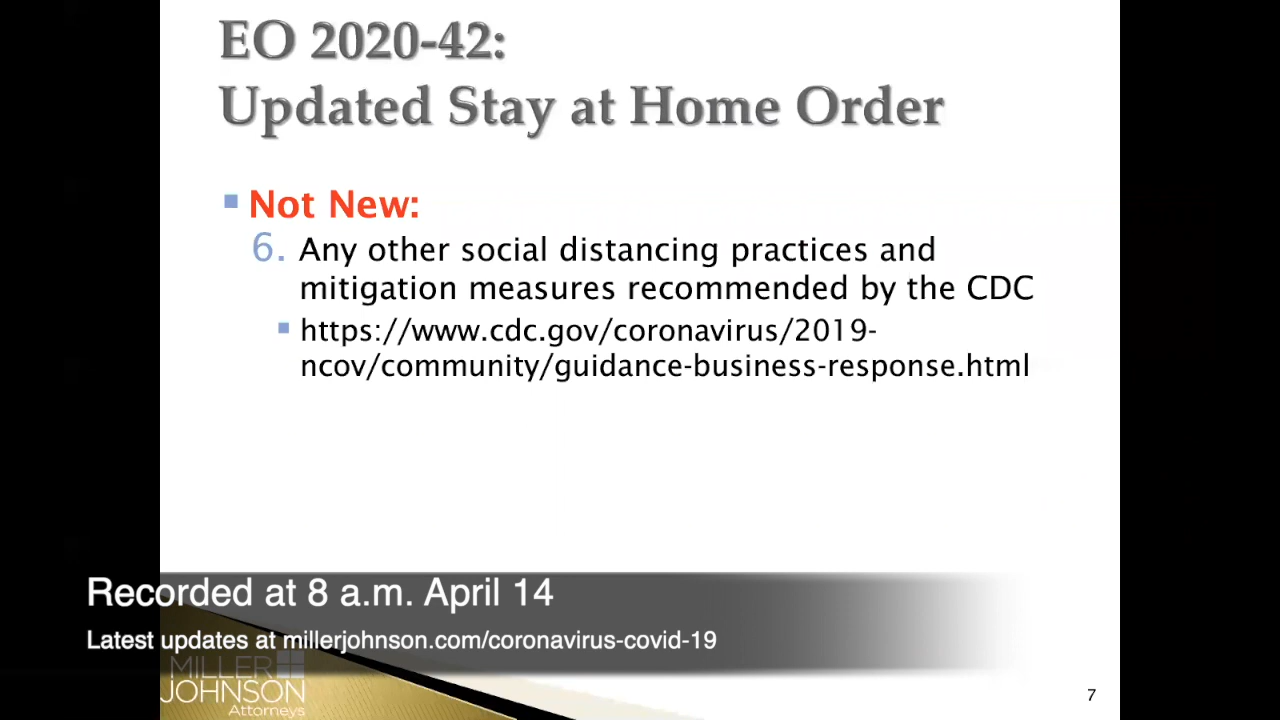 EO 2020-42:
Updated Stay at Home Order
Not New:
6. Any other social distancing practices and
mitigation measures recommended by the CDC
https://www.cdc.gov/coronavirus/2019-
ncov/community/guidance-business-response.html
Recorded at 8 a.m. April 14
Latest updates at millerjohnson.com/coronavirus-covid-19
MILLER
JOHNSON
Attorneys
7